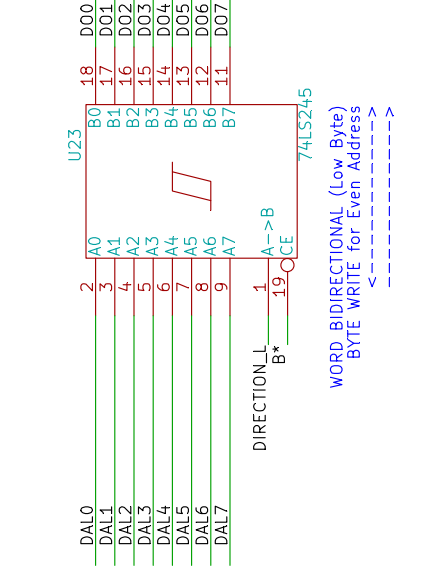 DO0
DO1
DO2
DO3
DO4
DO5
DO6
DO7
18
17
16
15
14
13
12
11
B0
B1
B2
B3
B4
B5
B6
B7
U23
74LS245
A0
A1
A2
A3
A4
A5
A6
A7
A->B
CE
2
3
4
5
6
7
8
9
1
19
DIRECTION_L
B*
DAL0
DAL1
DAL2
DAL3
DAL4
DAL5
DAL6
DAL7
WORD BIDIRECTIONAL (Low Byte)
BYTE WRITE for Even Address
<------------->
------------->